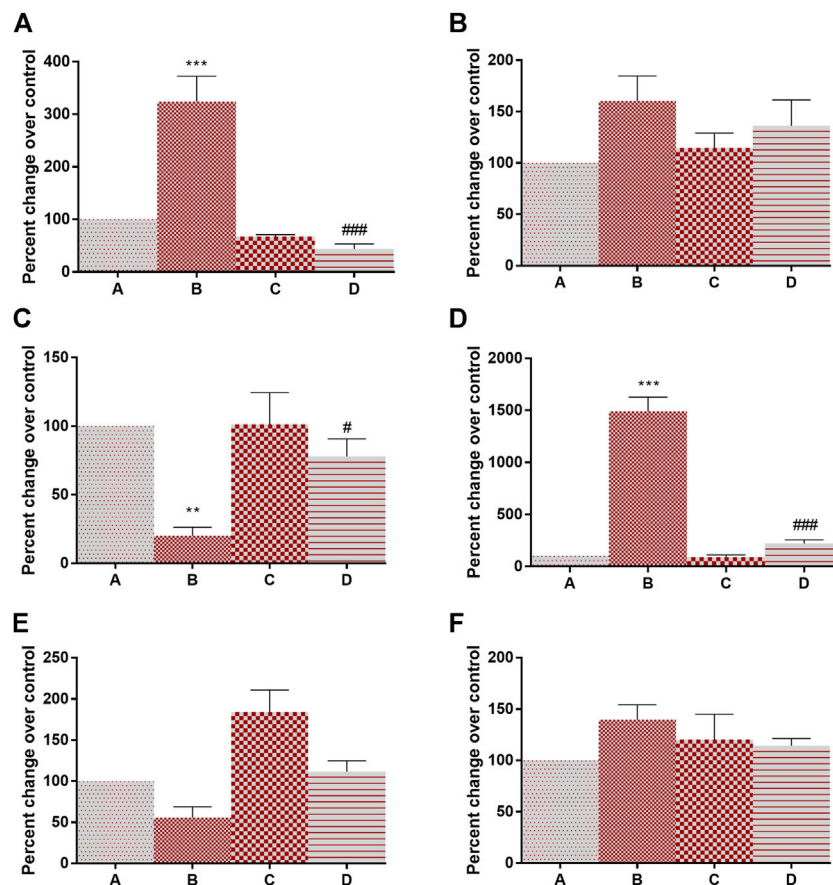 A
Percent change over control
400
300
200
100
0
***
###
A B C D
B
Percent change over control
200
150
100
50
0
A B C D
C
Percent change over control
150
100
50
0
**
#
A B C D
D
Percent change over control
2000
1500
1000
500
0
***
###
A B C D
E
Percent change over control
250
200
150
100
50
0
A B C D
F
Percent change over control
200
150
100
50
0
A B C D